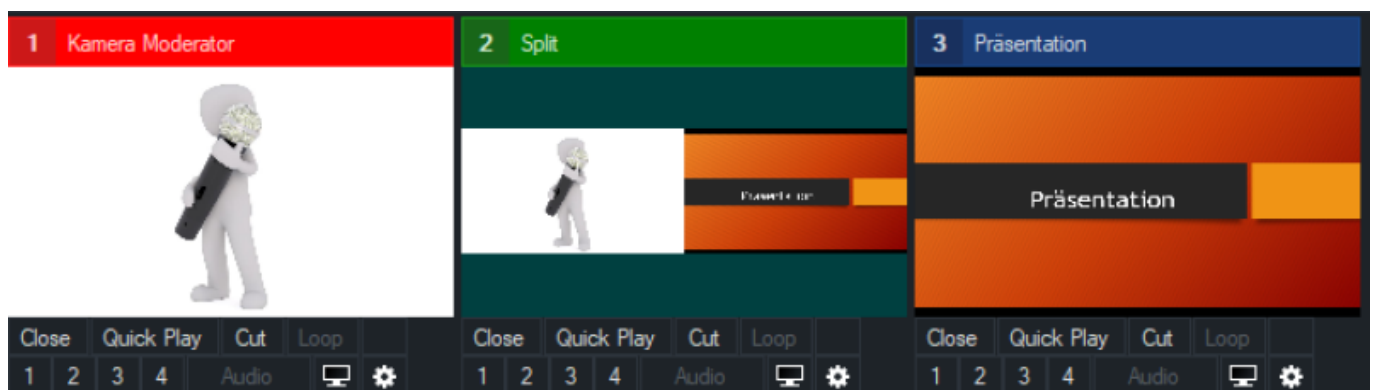 1 Kamera Moderator
2 Split
3 Präsentation
Präsentation
Close Quick Play Cut Loop
1 2 3 4 Audio
Close Quick Play Cut Loop
1 2 3 4 Audio
Close Quick Play Cut Loop
1 2 3 4 Audio